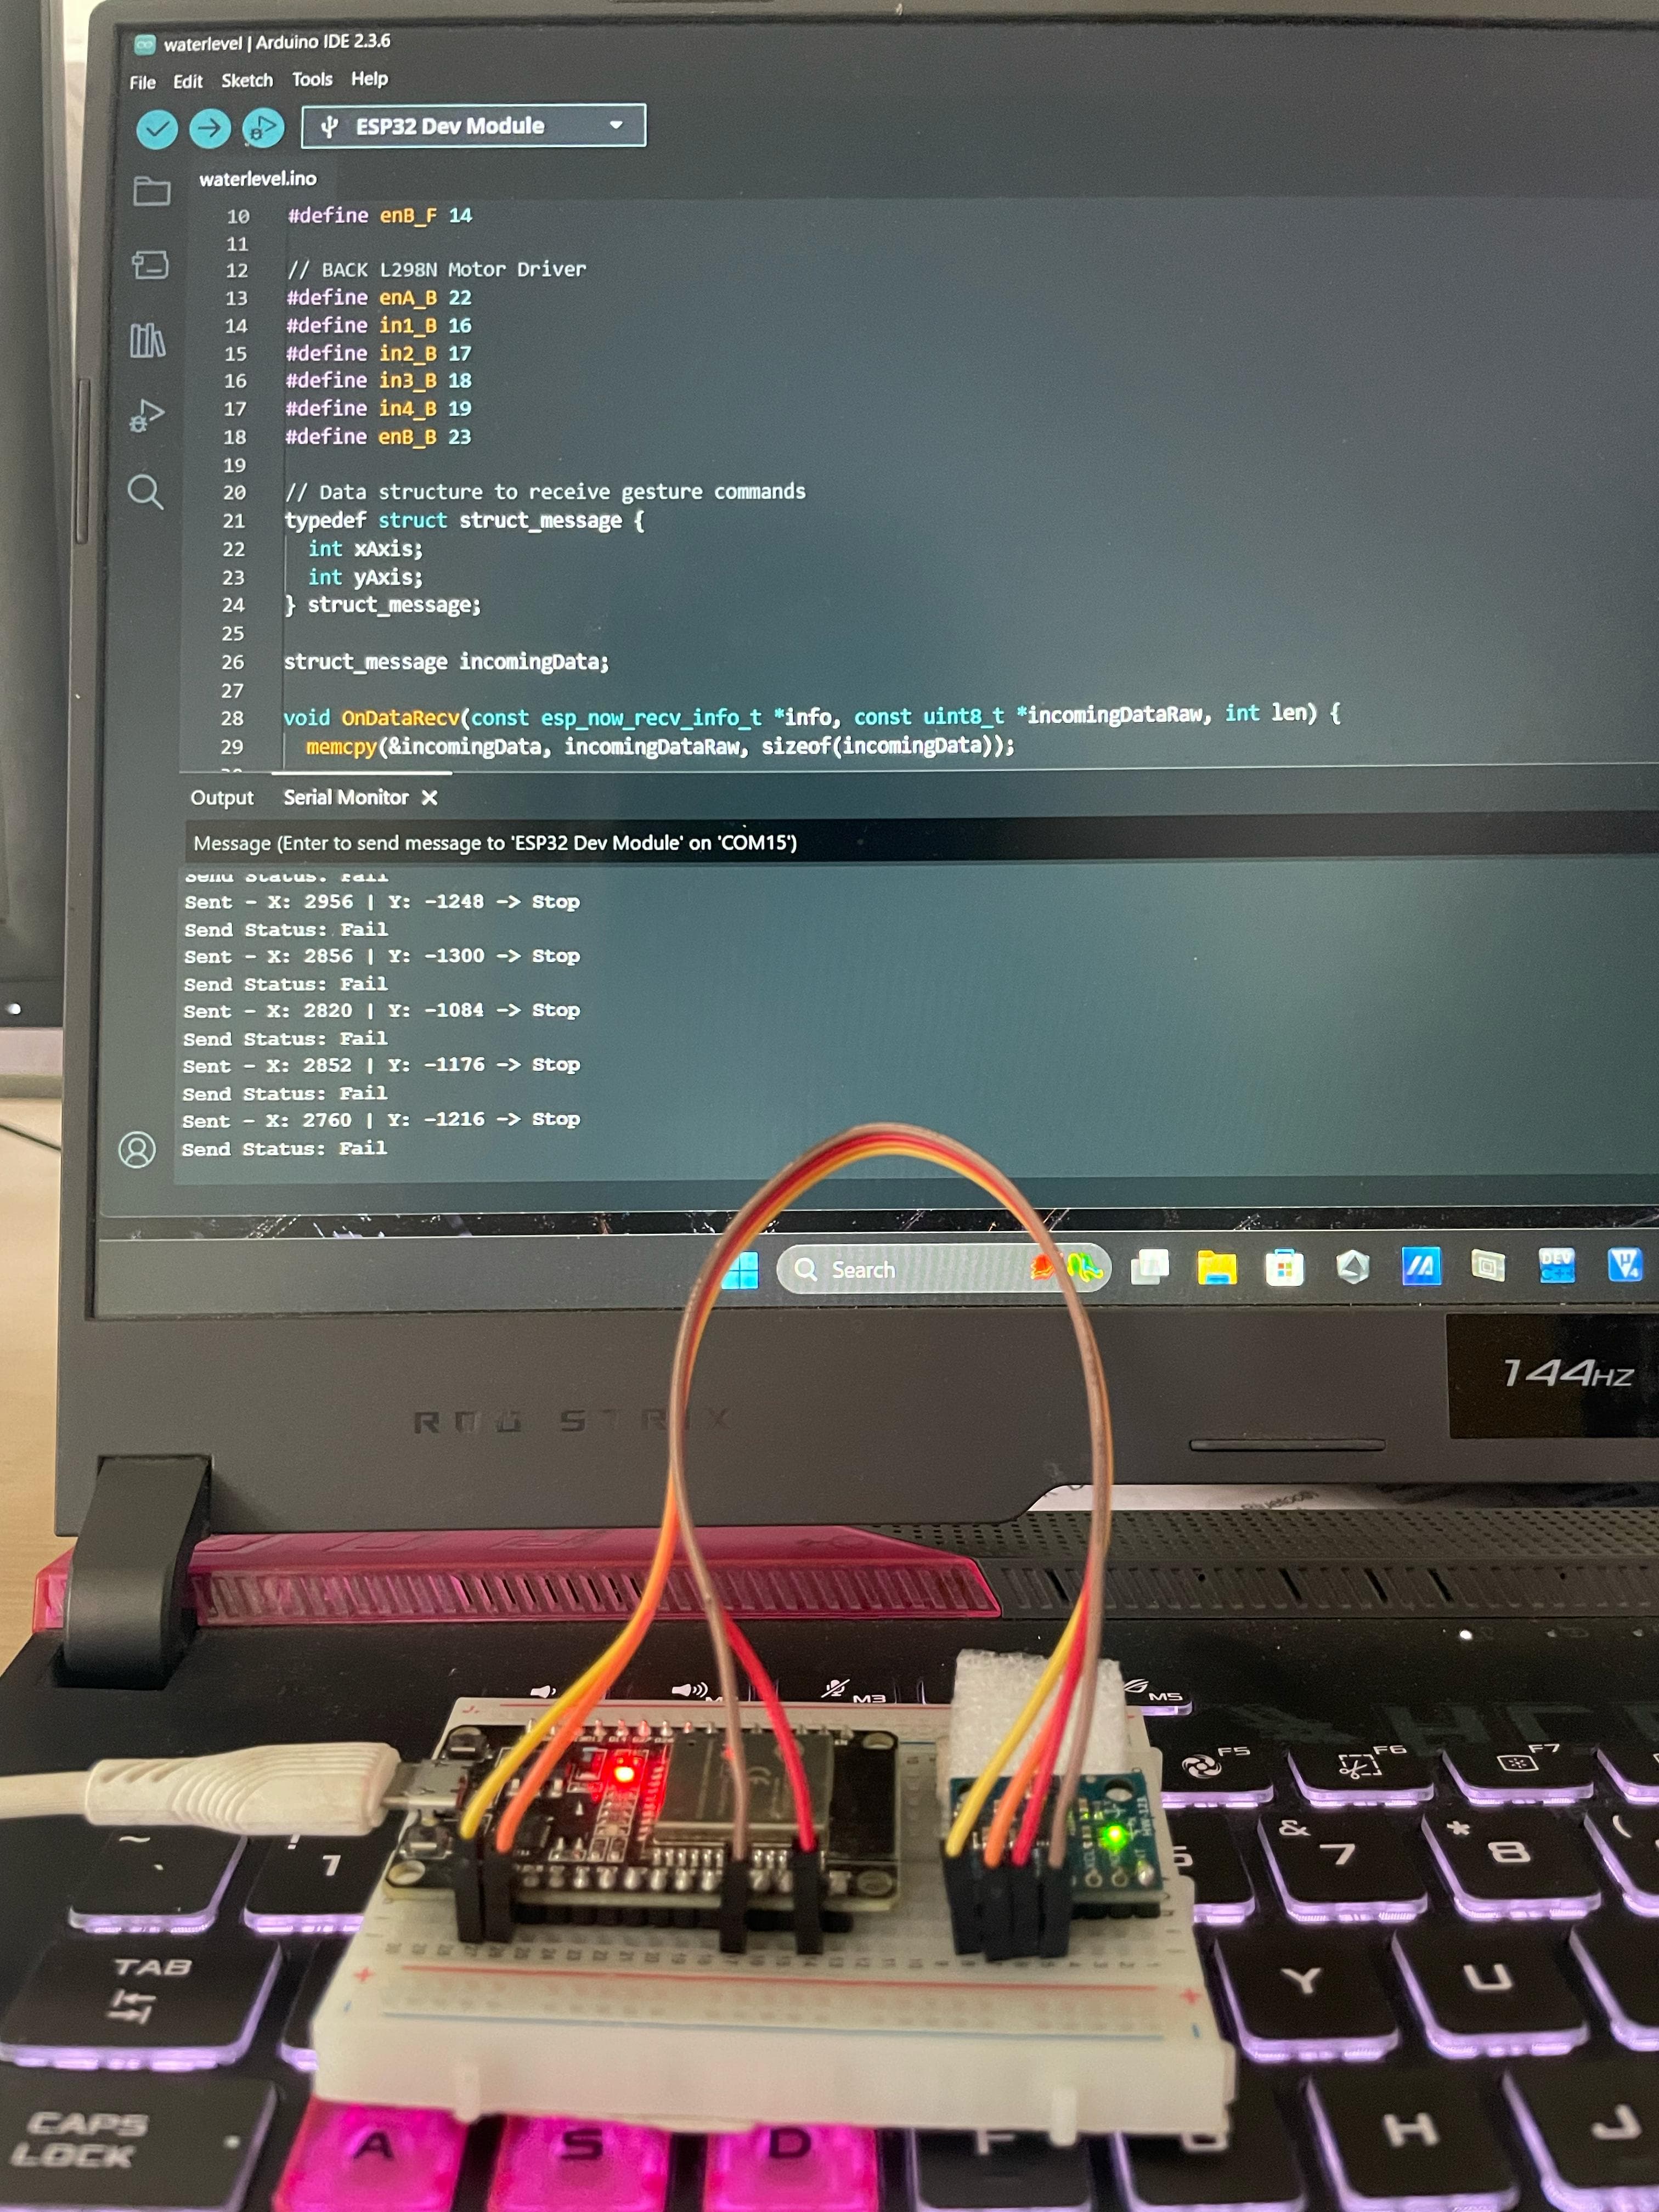 waterlevel | Arduino IDE 2.3.6
File Edit Sketch Tools Help
ESP32 Dev Module
waterlevel.ino
10 #define enB_F 14
11
12 // BACK L298N Motor Driver
13 #define enA_B 22
14 #define in1_B 16
15 #define in2_B 17
16 #define in3_B 18
17 #define in4_B 19
18 #define enB_B 23
19
20 // Data structure to receive gesture commands
21 typedef struct struct_message {
22 int xAxis;
23 int yAxis;
24 } struct_message;
25
26 struct_message incomingData;
27
28 void OnDataRecv(const esp_now_recv_info_t *info, const uint8_t *incomingDataRaw, int len) {
29 memcpy(&incomingData, incomingDataRaw, sizeof(incomingData));
Output Serial Monitor
Message (Enter to send message to 'ESP32 Dev Module' on 'COM15')
Send Status: Fail
Sent - X: 2956 | Y: -1248 -> Stop
Send Status: Fail
Sent - X: 2856 | Y: -1300 -> Stop
Send Status: Fail
Sent - X: 2820 | Y: -1084 -> Stop
Send Status: Fail
Sent - X: 2852 | Y: -1176 -> Stop
Send Status: Fail
Sent - X: 2760 | Y: -1216 -> Stop
Send Status: Fail
Search
DEV
C++
144HZ
ROG STRIX
M3
M5
F5
F6
F7
~
!
1
&
7
*
8
(
TAB
Y
U
CAPS
LOCK
A
S
D
F
G
H
J